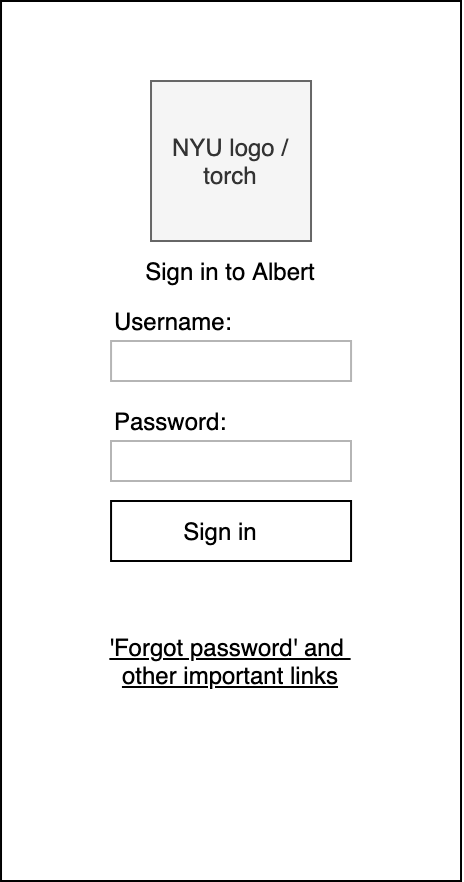 NYU logo /
torch
Sign in to Albert
Username:
Password:
Sign in
'Forgot password' and
other important links